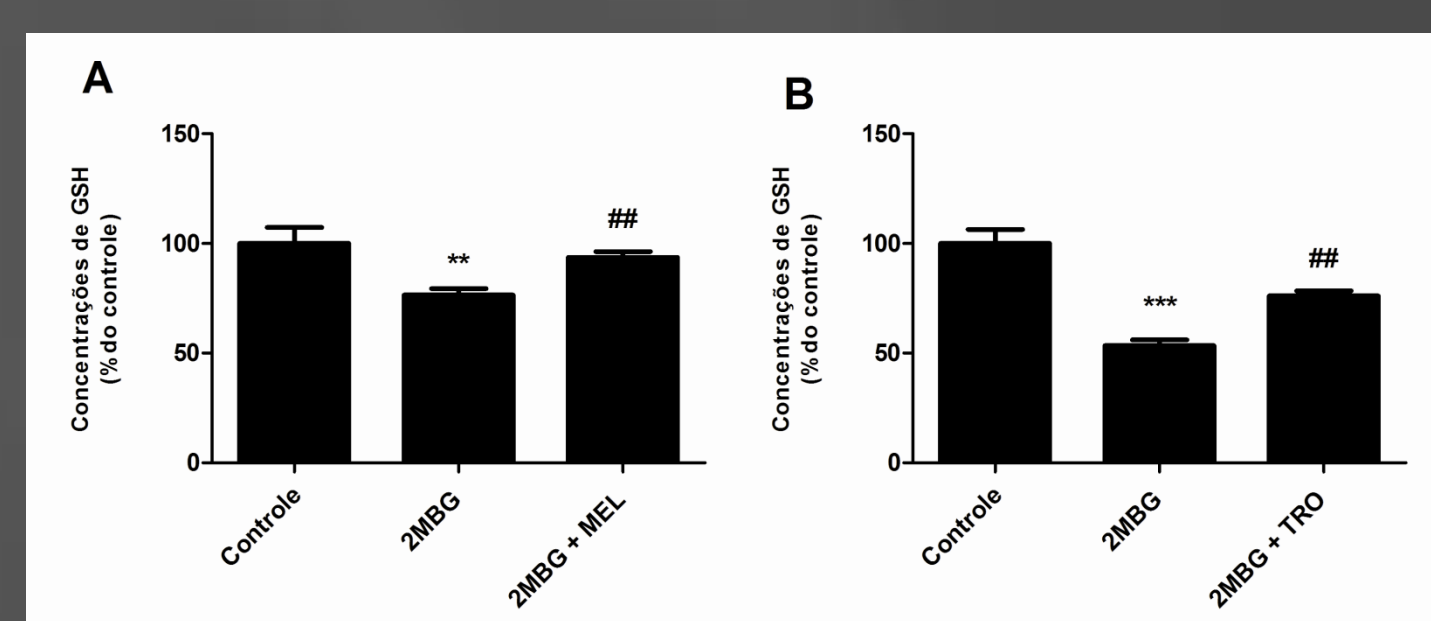 A
Concentrações de GSH
(% do controle)
150
100
50
0
**
##
Controle
2MBG
2MBG + MEL
B
Concentrações de GSH
(% do controle)
150
100
50
0
***
##
Controle
2MBG
2MBG + TRO